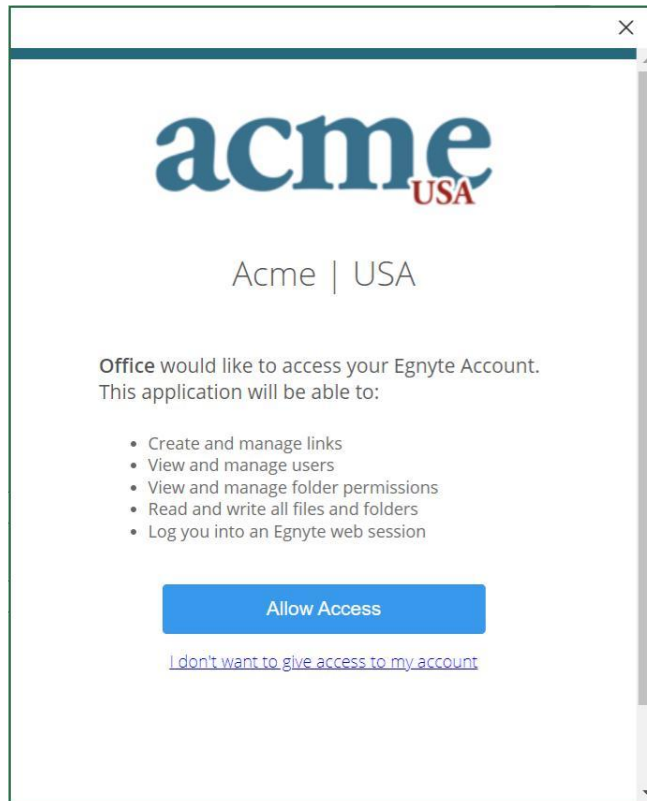 acme
USA
Acme | USA
Office would like to access your Egnyte Account.
This application will be able to:
• Create and manage links
• View and manage users
• View and manage folder permissions
• Read and write all files and folders
• Log you into an Egnyte web session
Allow Access
I don't want to give access to my account